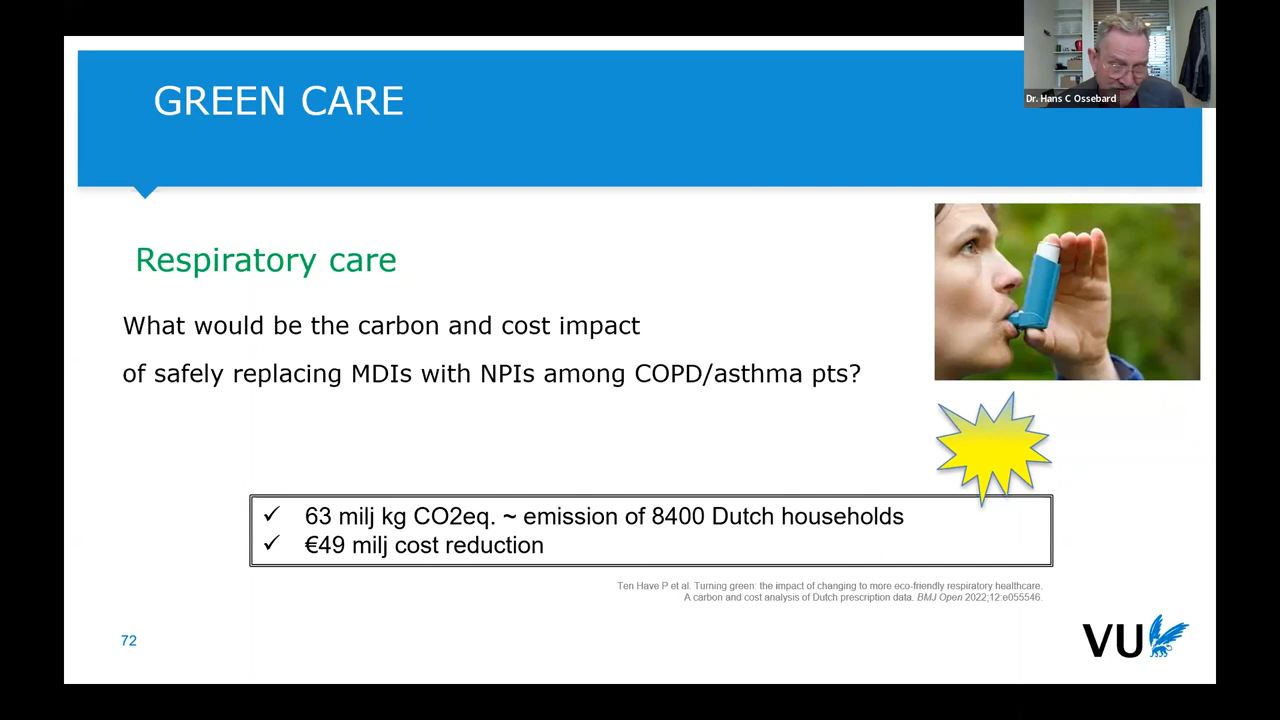 GREEN CARE
Dr. Hans C Ossebard
Respiratory care
What would be the carbon and cost impact
of safely replacing MDIs with NPIs among COPD/asthma pts?
✓ 63 milj kg CO2eq. ~ emission of 8400 Dutch households
✓ €49 milj cost reduction
Ten Have P et al. Turning green: the impact of changing to more eco-friendly respiratory healthcare.
A carbon and cost analysis of Dutch prescription data. BMJ Open 2022;12:e055546.
72
VU